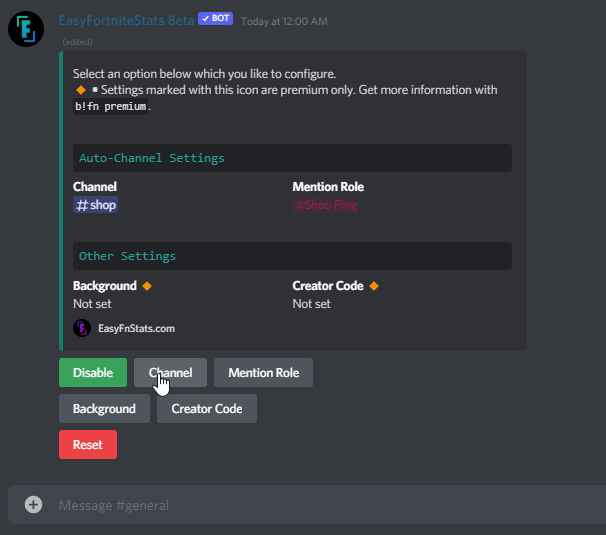 EasyFortniteStats Beta ✓ BOT Today at 12:00 AM
(edited)
Select an option below which you like to configure.
🔸 ▪ Settings marked with this icon are premium only. Get more information with
b!fn premium.
Auto-Channel Settings
Channel Mention Role
#shop @Shop Ping
Other Settings
Background 🔸 Creator Code 🔸
Not set Not set
EasyFnStats.com
Disable Channel Mention Role
Background Creator Code
Reset
Message #general